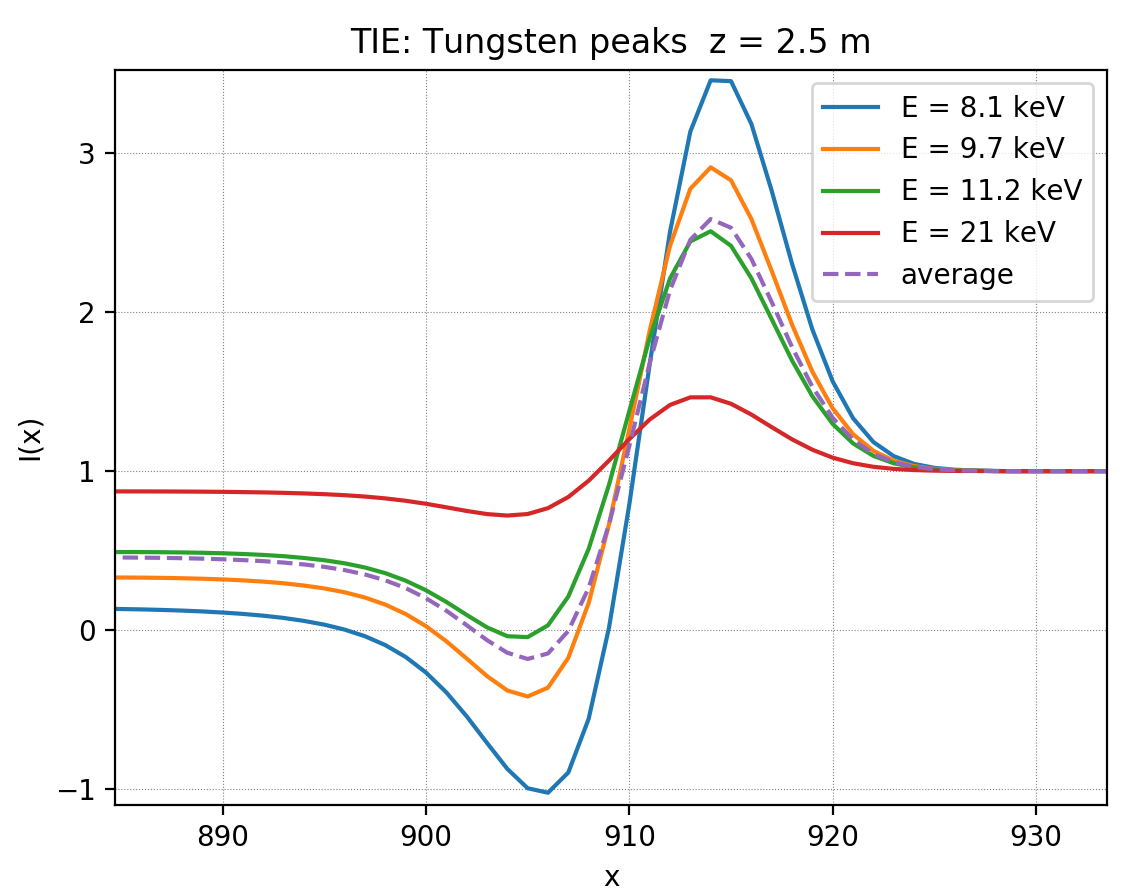 TIE: Tungsten peaks  z = 2.5 m
E = 8.1 keV
E = 9.7 keV
E = 11.2 keV
E = 21 keV
average
I(x)
3
2
1
0
−1
890 900 910 920 930
x